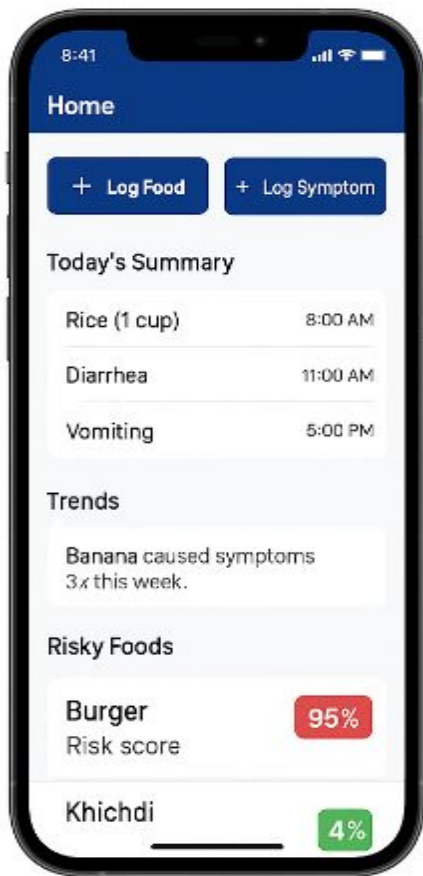 8:41
Home
+ Log Food + Log Symptom
Today's Summary
Rice (1 cup) 8:00 AM
Diarrhea 11:00 AM
Vomiting 5:00 PM
Trends
Banana caused symptoms
3x this week.
Risky Foods
Burger 95%
Risk score
Khichdi 4%